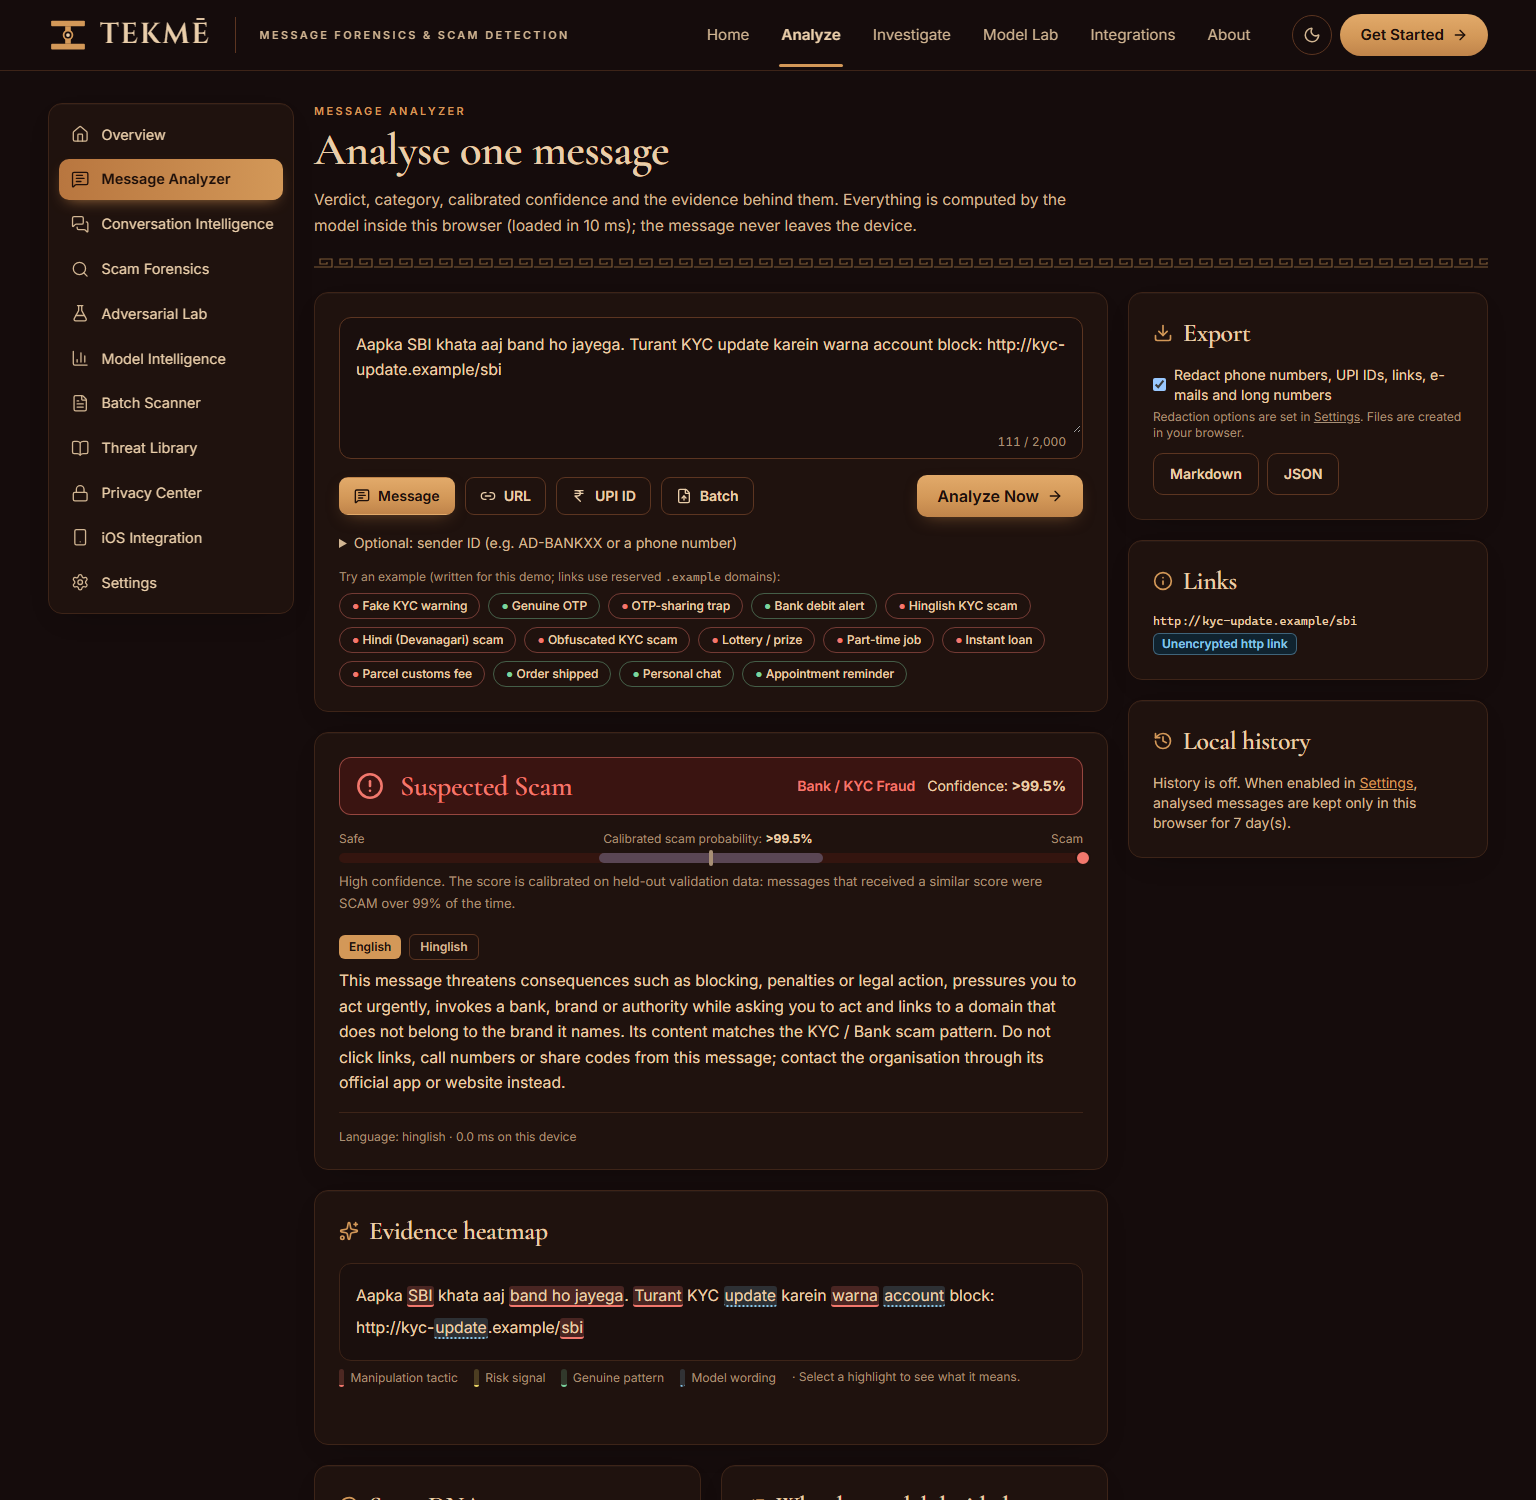 TEKMĒ
MESSAGE FORENSICS & SCAM DETECTION
Home
Analyze
Investigate
Model Lab
Integrations
About
Get Started
Overview
Message Analyzer
Conversation Intelligence
Scam Forensics
Adversarial Lab
Model Intelligence
Batch Scanner
Threat Library
Privacy Center
iOS Integration
Settings
MESSAGE ANALYZER
Analyse one message
Verdict, category, calibrated confidence and the evidence behind them. Everything is computed by the
model inside this browser (loaded in 10 ms); the message never leaves the device.
Aapka SBI khata aaj band ho jayega. Turant KYC update karein warna account block: http://kyc-
update.example/sbi
111 / 2,000
Message
URL
₹ UPI ID
Batch
Analyze Now
Optional: sender ID (e.g. AD-BANKXX or a phone number)
Try an example (written for this demo; links use reserved .example domains):
Fake KYC warning
Genuine OTP
OTP-sharing trap
Bank debit alert
Hinglish KYC scam
Hindi (Devanagari) scam
Obfuscated KYC scam
Lottery / prize
Part-time job
Instant loan
Parcel customs fee
Order shipped
Personal chat
Appointment reminder
Suspected Scam
Bank / KYC Fraud
Confidence: >99.5%
Safe
Calibrated scam probability: >99.5%
Scam
High confidence. The score is calibrated on held-out validation data: messages that received a similar score were
SCAM over 99% of the time.
English
Hinglish
This message threatens consequences such as blocking, penalties or legal action, pressures you to
act urgently, invokes a bank, brand or authority while asking you to act and links to a domain that
does not belong to the brand it names. Its content matches the KYC / Bank scam pattern. Do not
click links, call numbers or share codes from this message; contact the organisation through its
official app or website instead.
Language: hinglish · 0.0 ms on this device
Evidence heatmap
Aapka SBI khata aaj band ho jayega. Turant KYC update karein warna account block:
http://kyc-update.example/sbi
Manipulation tactic
Risk signal
Genuine pattern
Model wording
· Select a highlight to see what it means.
Export
Redact phone numbers, UPI IDs, links, e-
mails and long numbers
Redaction options are set in Settings. Files are created
in your browser.
Markdown
JSON
Links
http://kyc-update.example/sbi
Unencrypted http link
Local history
History is off. When enabled in Settings,
analysed messages are kept only in this
browser for 7 day(s).